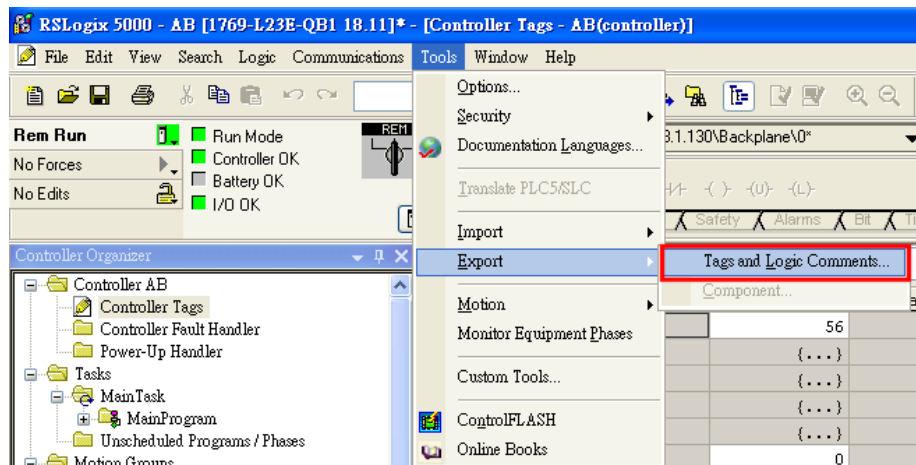 RSLogix 5000 - AB [1769-L23E-QB1 18.11]* - [Controller Tags - AB(controller)]
File Edit View Search Logic Communications Tools Window Help
Rem Run
Run Mode
REM
No Forces
Controller OK
Battery OK
No Edits
I/O OK
3.1.130\Backplane\0*
Safety Alarms Bit
Controller Organizer
Controller AB
Controller Tags
Controller Fault Handler
Power-Up Handler
Tasks
MainTask
MainProgram
Unscheduled Programs / Phases
Motion Groups
Options...
Security
Documentation Languages...
Translate PLC5/SLC
Import
Export
Motion
Monitor Equipment Phases
Custom Tools...
ControlFLASH
Online Books
Tags and Logic Comments...
Component...
56
{...}
{...}
{...}
{...}
0